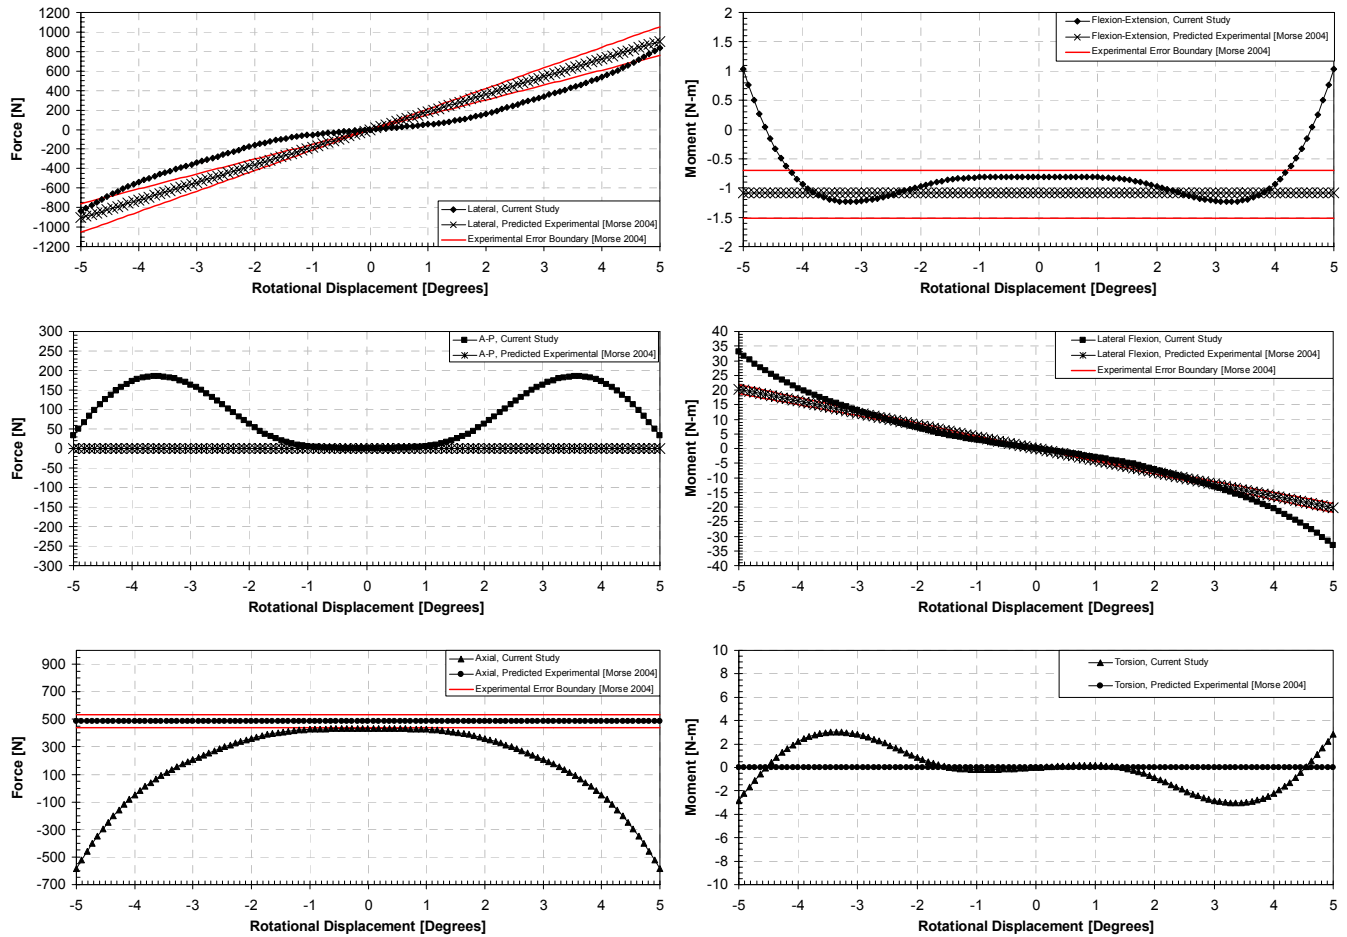 1200
1000
800
600
400
200
0
-200
-400
-600
-800
-1000
-1200
Force [N]
Lateral, Current Study
Lateral, Predicted Experimental [Morse 2004]
Experimental Error Boundary [Morse 2004]
-5 -4 -3 -2 -1 0 1 2 3 4 5
Rotational Displacement [Degrees]
2
1.5
1
0.5
0
-0.5
-1
-1.5
-2
Moment [N-m]
Flexion-Extension, Current Study
Flexion-Extension, Predicted Experimental [Morse 2004]
Experimental Error Boundary [Morse 2004]
-5 -4 -3 -2 -1 0 1 2 3 4 5
Rotational Displacement [Degrees]
300
250
200
150
100
50
0
-50
-100
-150
-200
-250
-300
Force [N]
A-P, Current Study
A-P, Predicted Experimental [Morse 2004]
-5 -4 -3 -2 -1 0 1 2 3 4 5
Rotational Displacement [Degrees]
40
35
30
25
20
15
10
5
0
-5
-10
-15
-20
-25
-30
-35
-40
Moment [N-m]
Lateral Flexion, Current Study
Lateral Flexion, Predicted Experimental [Morse 2004]
Experimental Error Boundary [Morse 2004]
-5 -4 -3 -2 -1 0 1 2 3 4 5
Rotational Displacement [Degrees]
900
700
500
300
100
-100
-300
-500
-700
Force [N]
Axial, Current Study
Axial, Predicted Experimental [Morse 2004]
Experimental Error Boundary [Morse 2004]
-5 -4 -3 -2 -1 0 1 2 3 4 5
Rotational Displacement [Degrees]
10
8
6
4
2
0
-2
-4
-6
-8
-10
Moment [N-m]
Torsion, Current Study
Torsion, Predicted Experimental [Morse 2004]
-5 -4 -3 -2 -1 0 1 2 3 4 5
Rotational Displacement [Degrees]